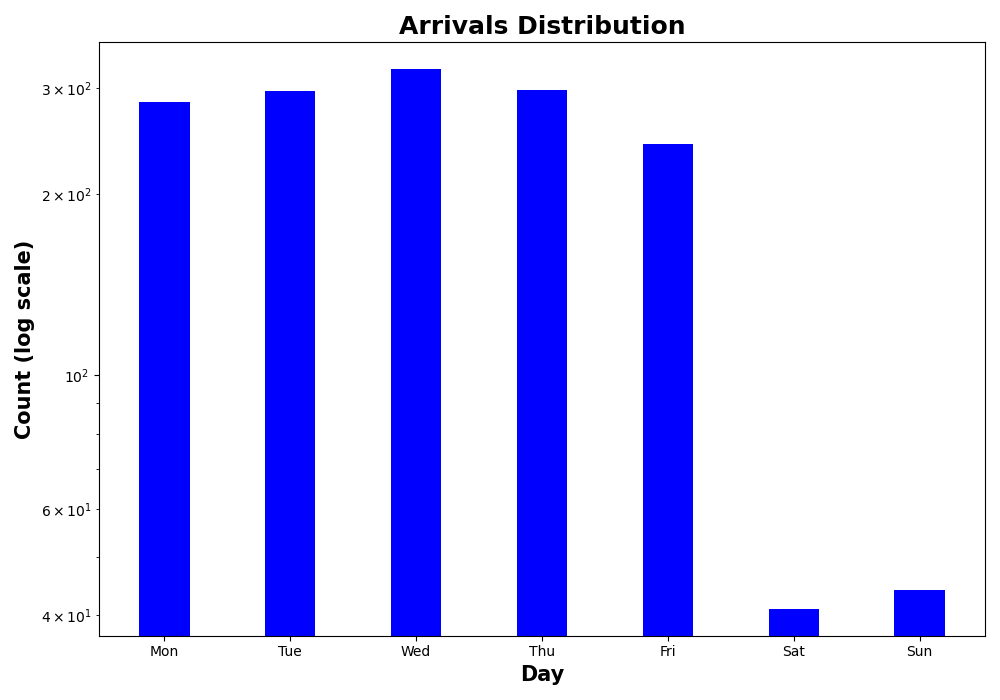 Arrivals Distribution
Count (log scale)
3 × 10²
2 × 10²
10²
6 × 10¹
4 × 10¹
Mon Tue Wed Thu Fri Sat Sun
Day